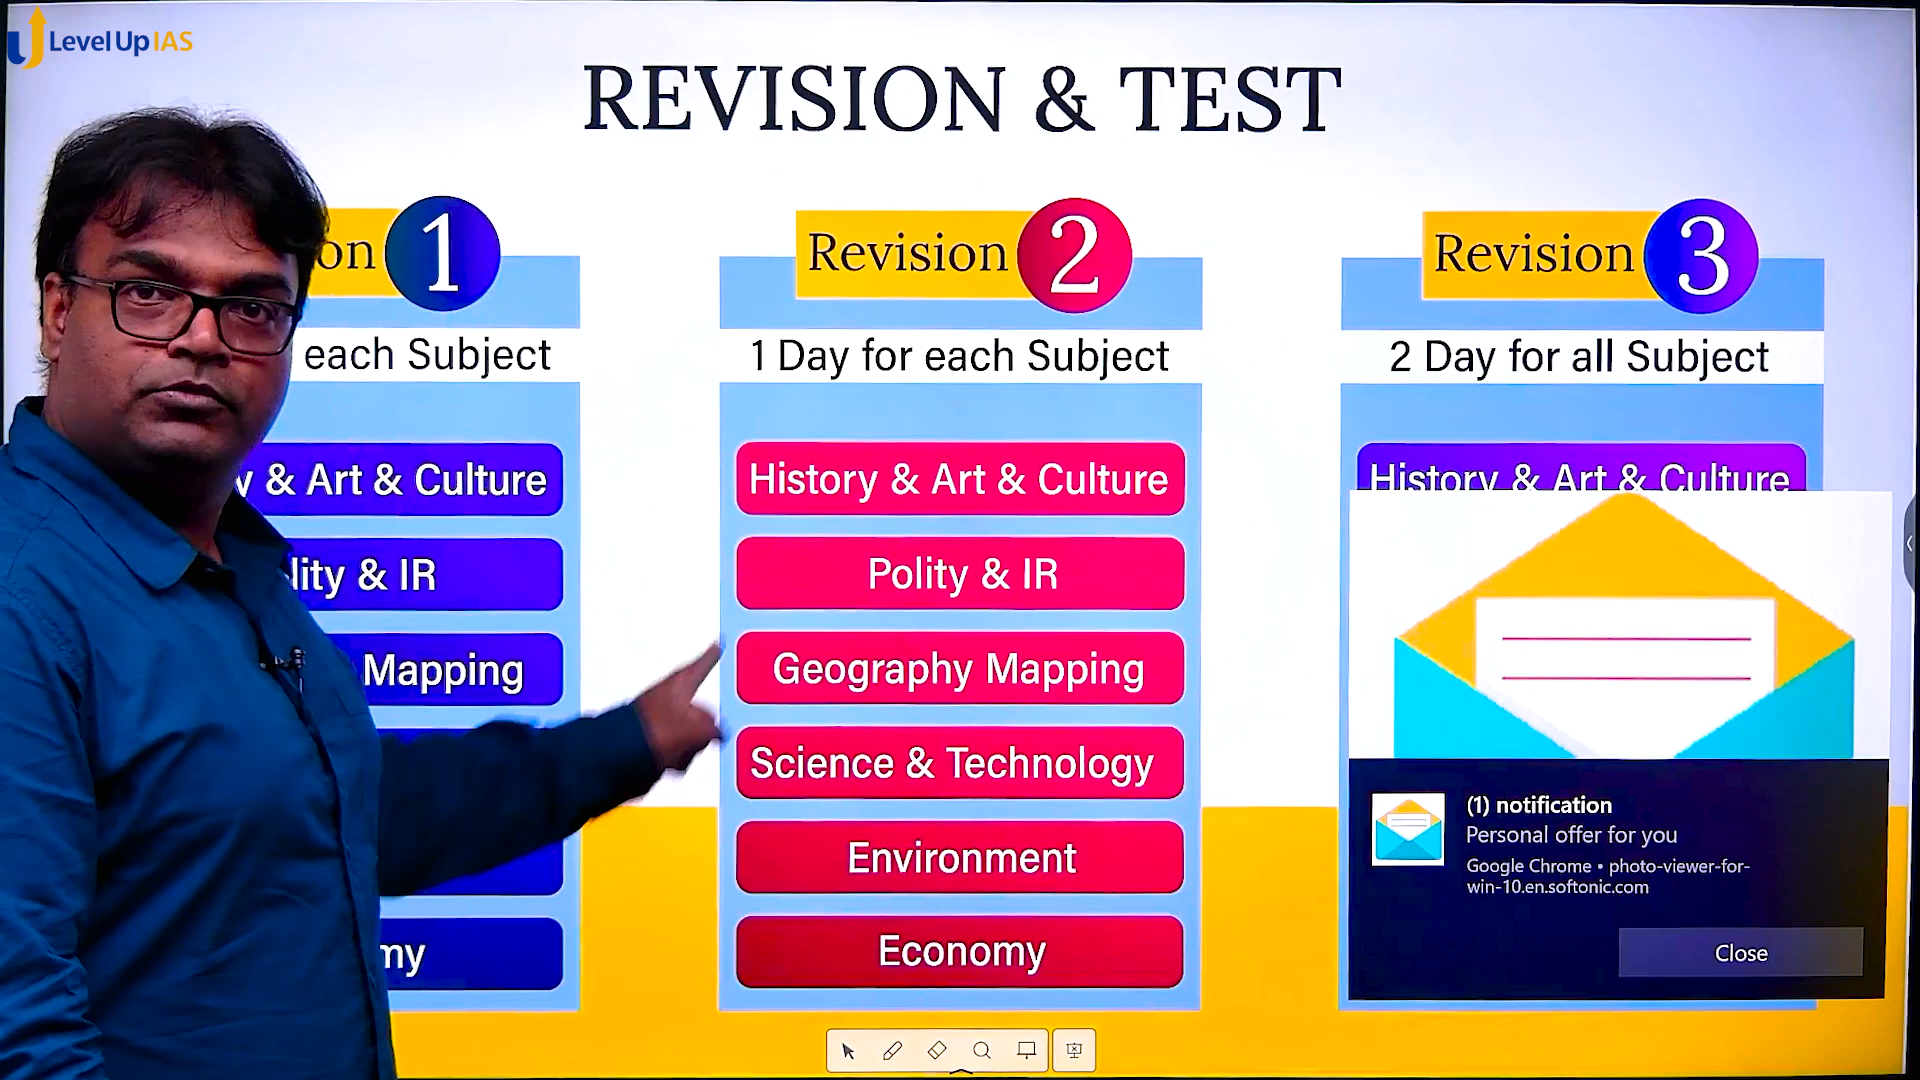 LevelUp IAS
REVISION & TEST
on 1
each Subject
& Art & Culture
lity & IR
Mapping
my
Revision 2
1 Day for each Subject
History & Art & Culture
Polity & IR
Geography Mapping
Science & Technology
Environment
Economy
Revision 3
2 Day for all Subject
History & Art & Culture
(1) notification
Personal offer for you
Google Chrome • photo-viewer-for-
win-10.en.softonic.com
Close